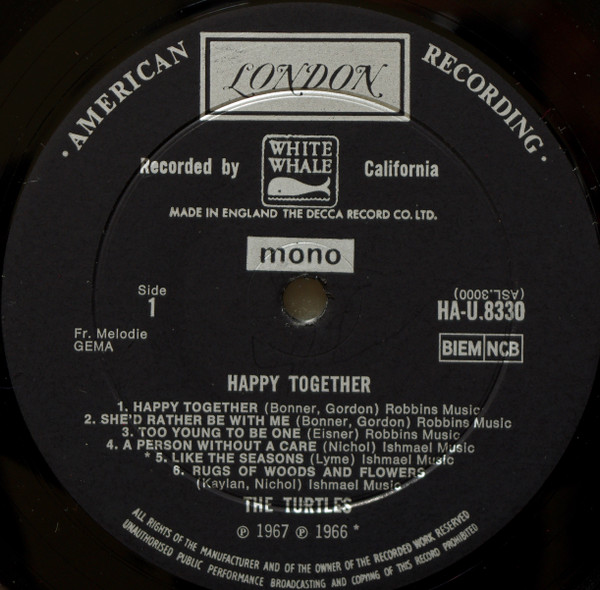 · AMERICAN RECORDING ·
LONDON
Recorded by WHITE WHALE California
MADE IN ENGLAND THE DECCA RECORD CO. LTD.
mono
Side
1
(ASL.3000)
HA-U.8330
Fr. Melodie
GEMA
BIEM NCB
HAPPY TOGETHER
1. HAPPY TOGETHER (Bonner, Gordon) Robbins Music
2. SHE'D RATHER BE WITH ME (Bonner, Gordon) Robbins Music
3. TOO YOUNG TO BE ONE (Eisner) Robbins Music
4. A PERSON WITHOUT A CARE (Nichol) Ishmael Music
* 5. LIKE THE SEASONS (Lyme) Ishmael Music
6. RUGS OF WOODS AND FLOWERS
(Kaylan, Nichol) Ishmael Music
THE TURTLES
℗ 1967 ℗ 1966 *
ALL RIGHTS OF THE MANUFACTURER AND OF THE OWNER OF THE RECORDED WORK RESERVED
UNAUTHORISED PUBLIC PERFORMANCE BROADCASTING AND COPYING OF THIS RECORD PROHIBITED